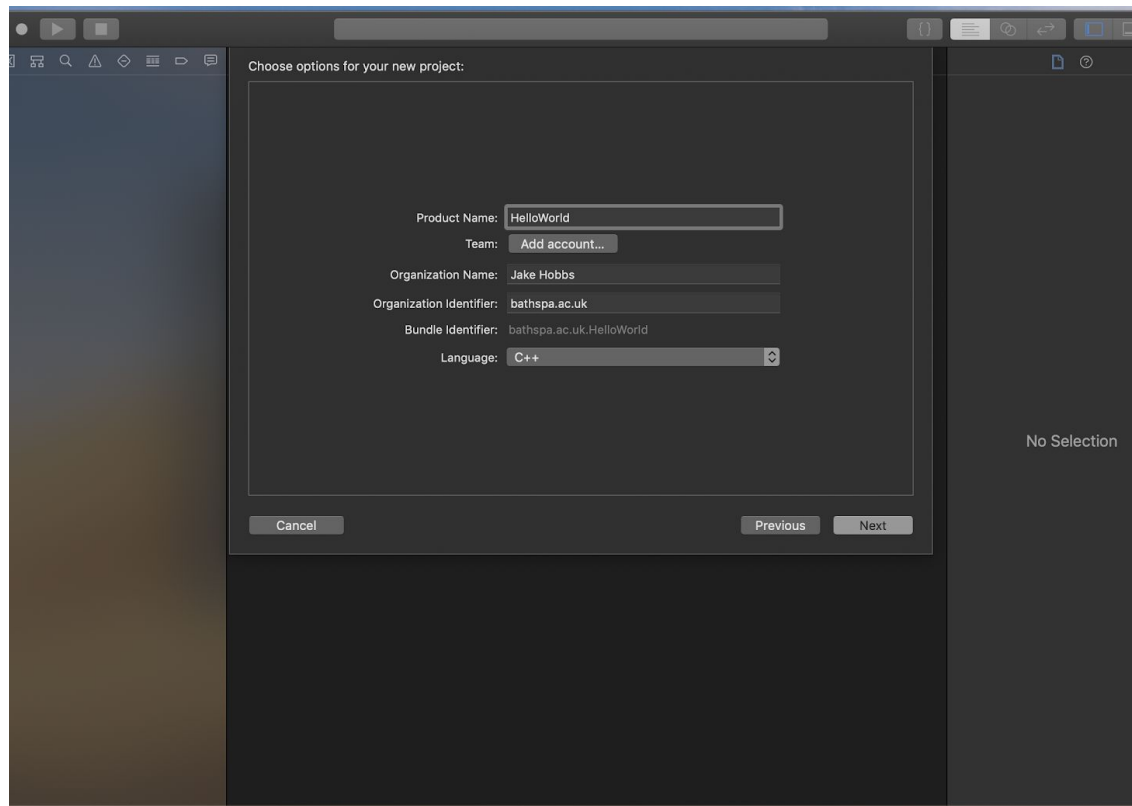 Choose options for your new project:
Product Name: HelloWorld
Team: Add account...
Organization Name: Jake Hobbs
Organization Identifier: bathspa.ac.uk
Bundle Identifier: bathspa.ac.uk.HelloWorld
Language: C++
No Selection
Cancel Previous Next